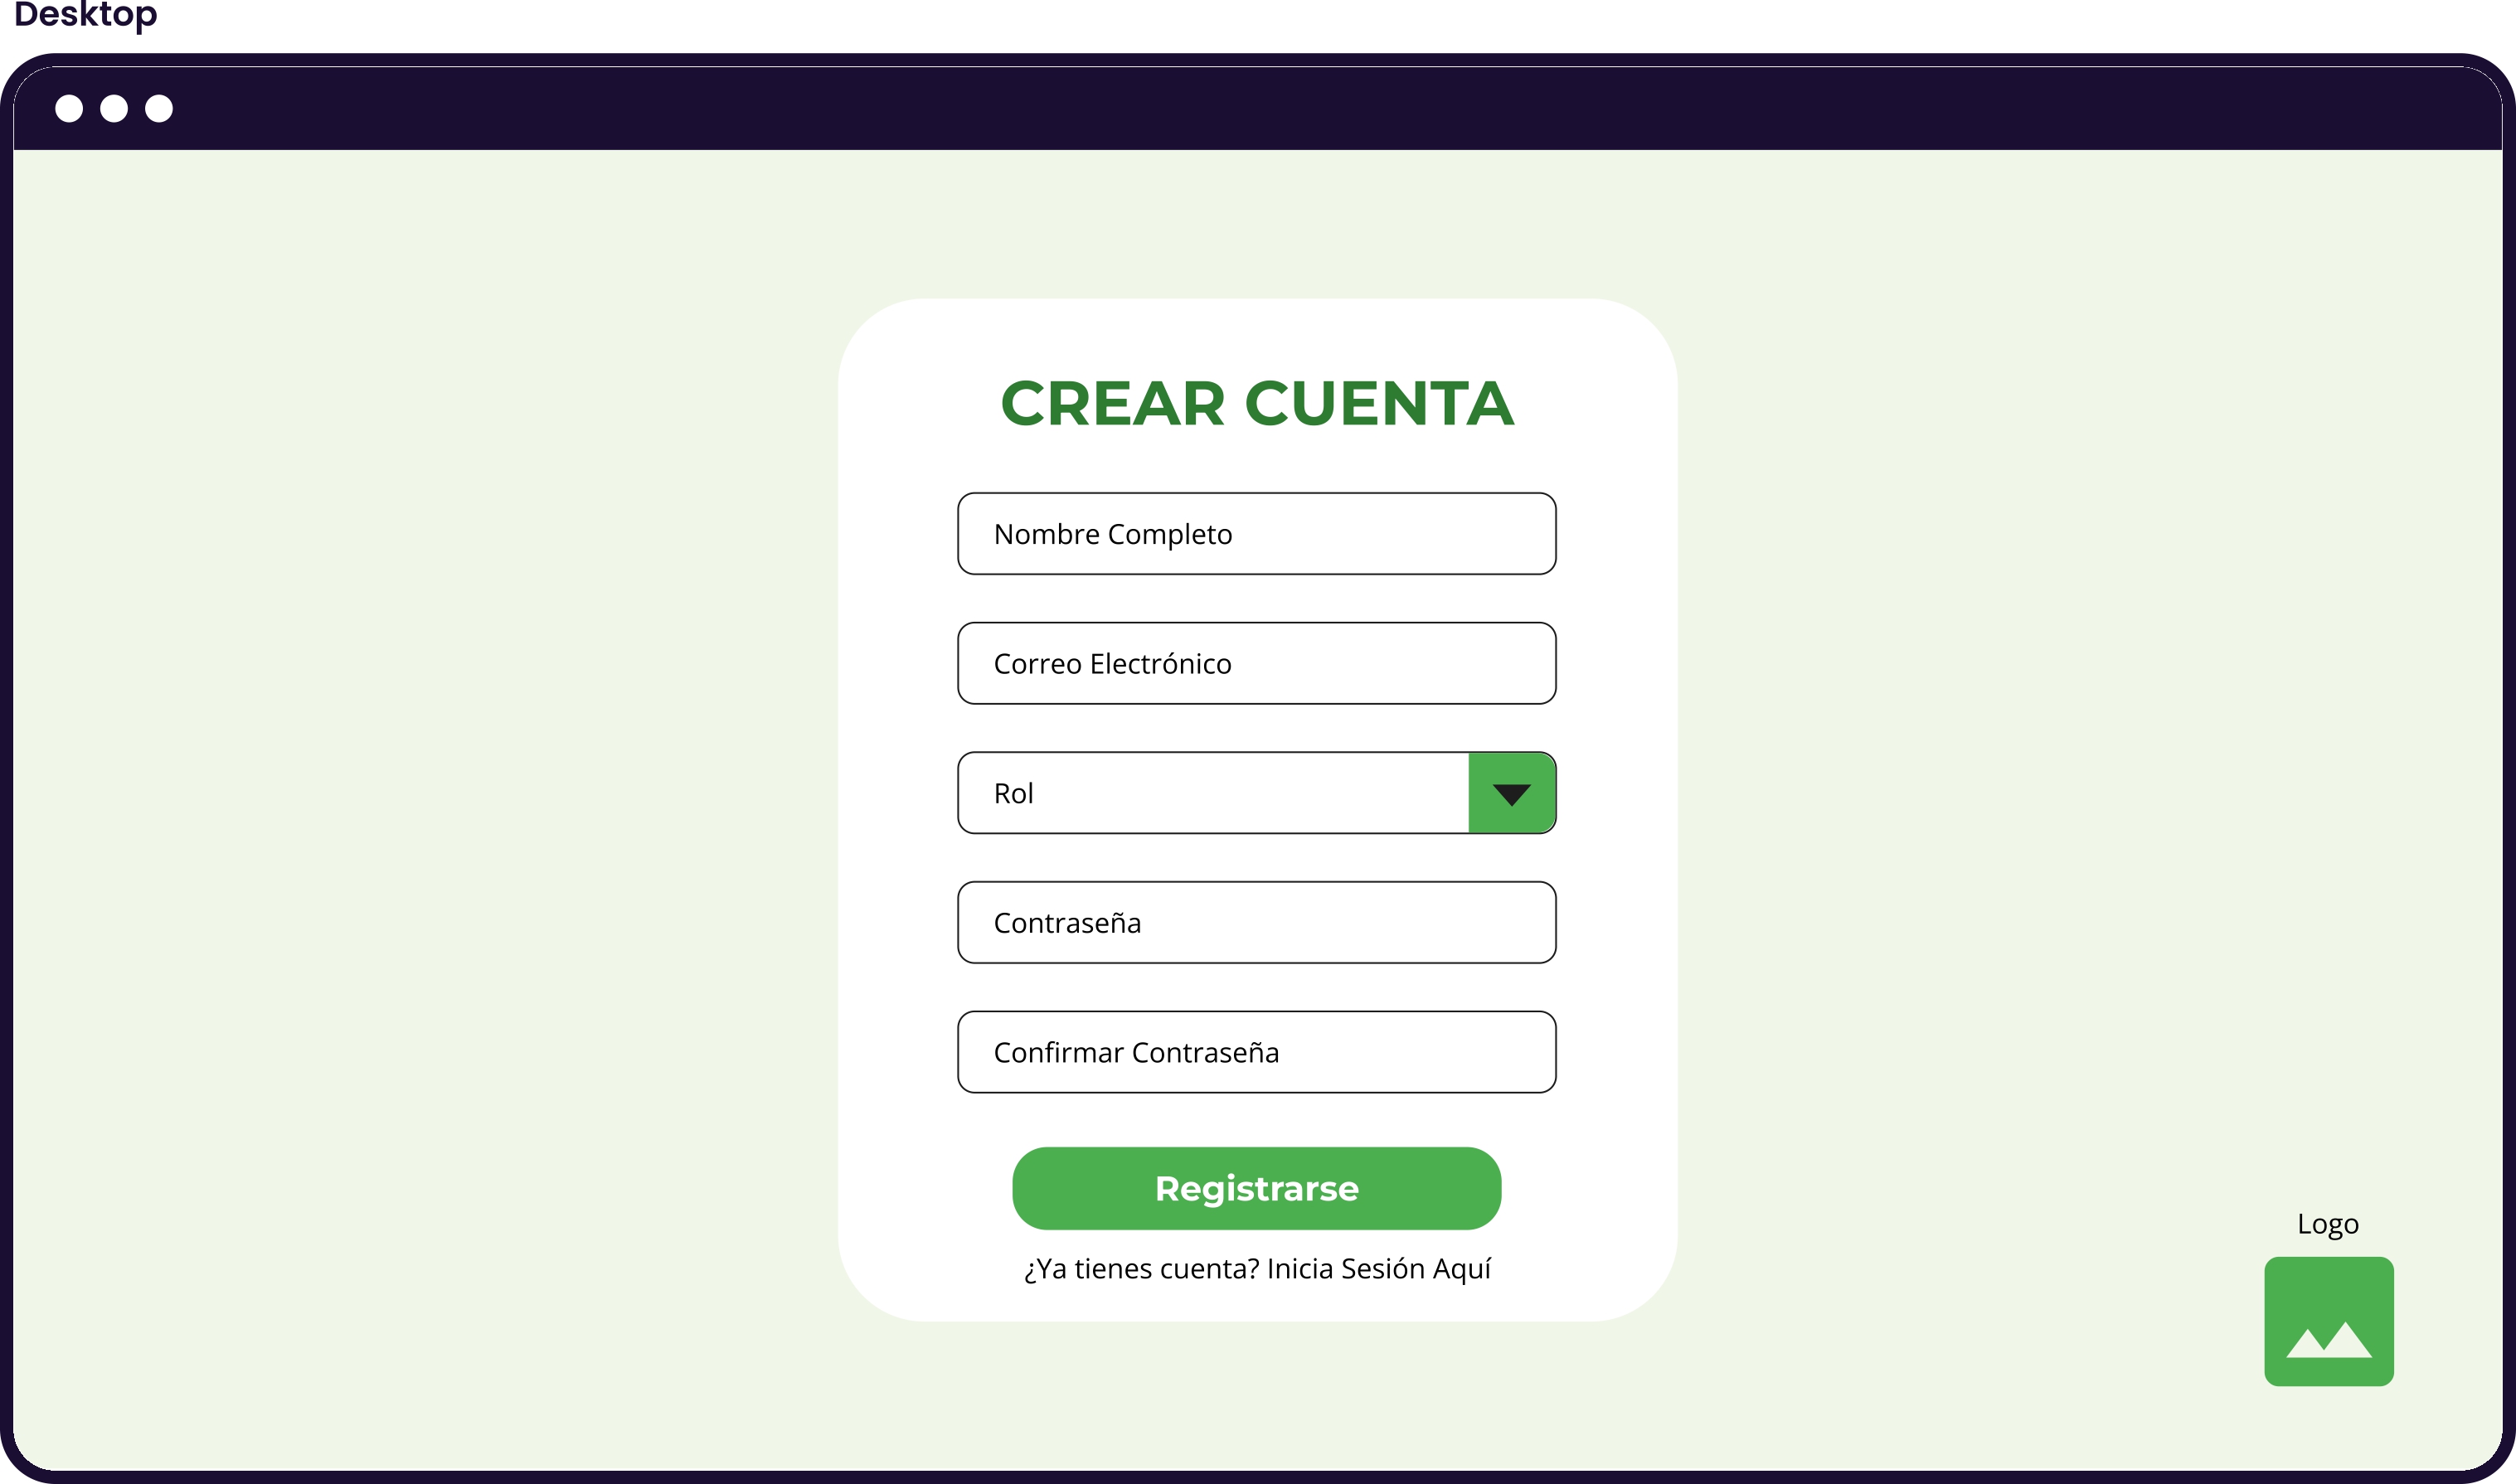 Desktop
CREAR CUENTA
Nombre Completo
Correo Electrónico
Rol
Contraseña
Confirmar Contraseña
Registrarse
¿Ya tienes cuenta? Inicia Sesión Aquí
Logo